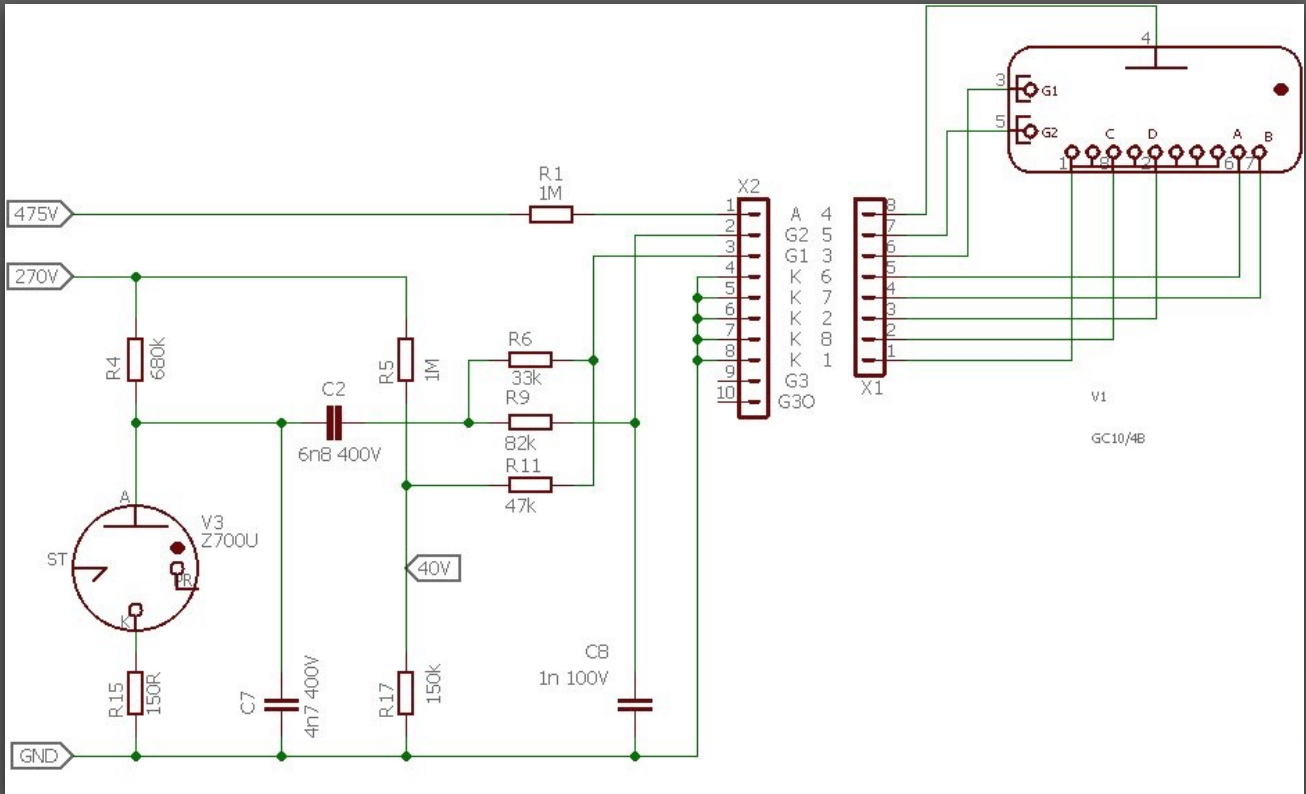 4
3
G1
5
G2
C
D
A
B
1
8
2
6
7
R1
1M
475V
X2
1 A 4 8
2 G2 5 7
3 G1 3 6
4 K 6 5
5 K 7 4
6 K 2 3
7 K 8 2
8 K 1 1
9 G3
10 G3O
X1
270V
R4
680k
R5
1M
R6
33k
R9
82k
R11
47k
C2
6n8 400V
V1
GC10/4B
A
V3
Z700U
ST
PR
K
40V
R15
150R
C7
4n7 400V
R17
150k
C8
1n 100V
GND